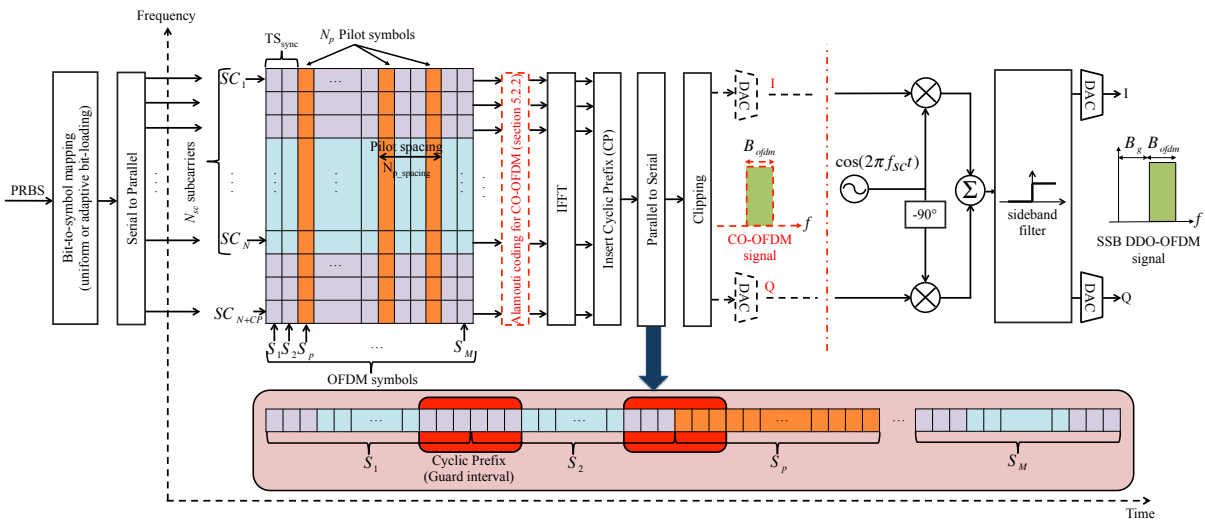 Frequency
PRBS
Bit-to-symbol mapping
(uniform or adaptive bit-loading)
Serial to Parallel
N_sc subcarriers
TS_sync
N_p Pilot symbols
SC_1
...
Pilot spacing
N_p_spacing
SC_N
...
SC_N+CP
S_1 S_2 S_p
...
S_M
OFDM symbols
Alamouti coding for CO-OFDM (section 5.2.2)
IFFT
Insert Cyclic Prefix (CP)
Parallel to Serial
Clipping
DAC
I
B_ofdm
f
CO-OFDM
signal
DAC
Q
cos(2π f_SC t)
-90°
Σ
sideband
filter
DAC
I
B_g
B_ofdm
f
SSB DDO-OFDM
signal
DAC
Q
...
...
...
...
S_1
Cyclic Prefix
(Guard interval)
S_2
S_p
S_M
Time